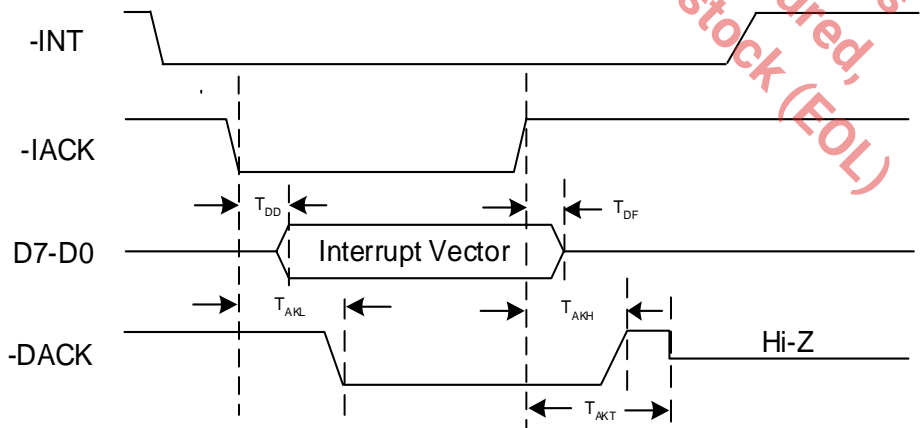 -INT
-IACK
T_DD
T_DF
D7-D0
Interrupt Vector
T_AKL
T_AKH
-DACK
Hi-Z
T_AKT
stock (EOL)